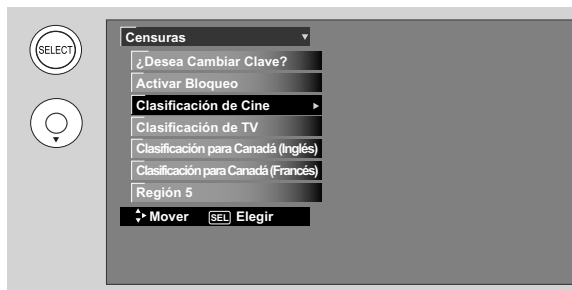 SELECT
Censuras
¿Desea Cambiar Clave?
Activar Bloqueo
Clasificación de Cine
Clasificación de TV
Clasificación para Canadá (Inglés)
Clasificación para Canadá (Francés)
Región 5
Mover SEL Elegir